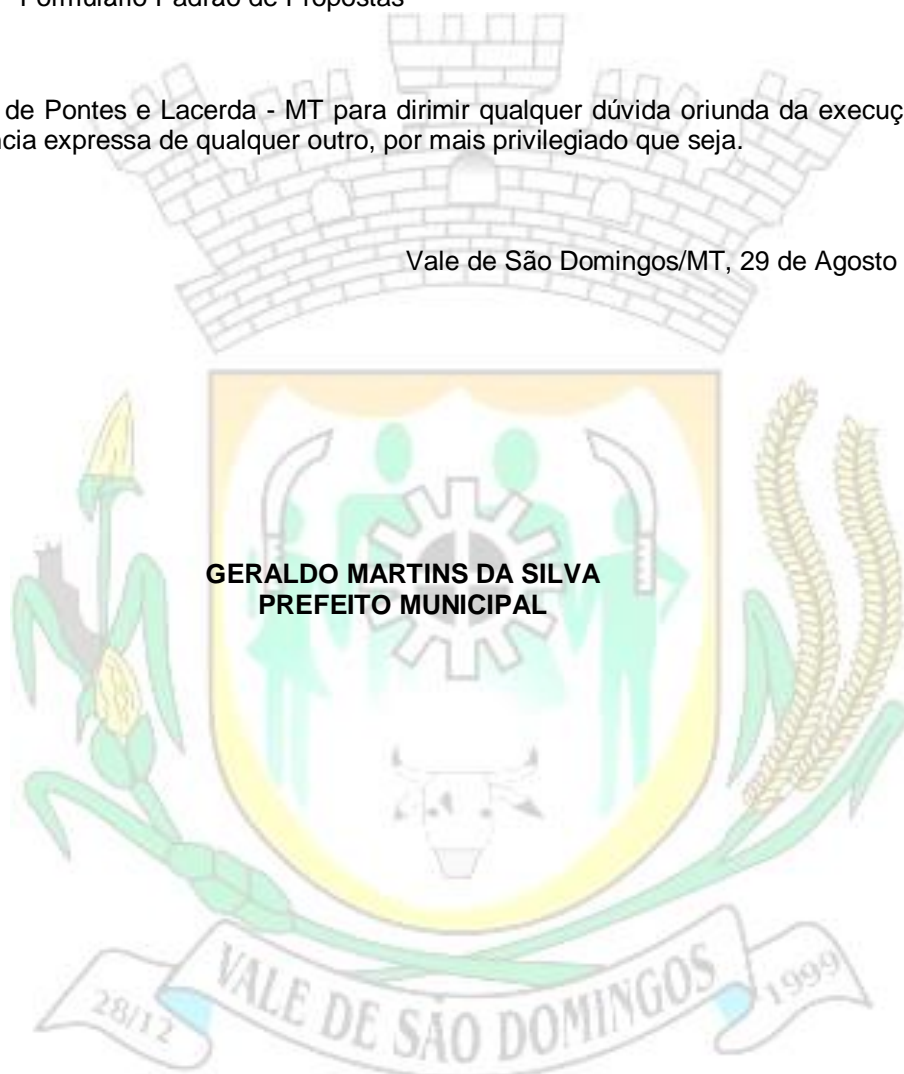 Formulário Padrão de Propostas
de Pontes e Lacerda - MT para dirimir qualquer dúvida oriunda da execuç
ncia expressa de qualquer outro, por mais privilegiado que seja.
Vale de São Domingos/MT, 29 de Agosto
GERALDO MARTINS DA SILVA
PREFEITO MUNICIPAL
28/12 VALE DE SÃO DOMINGOS 1999